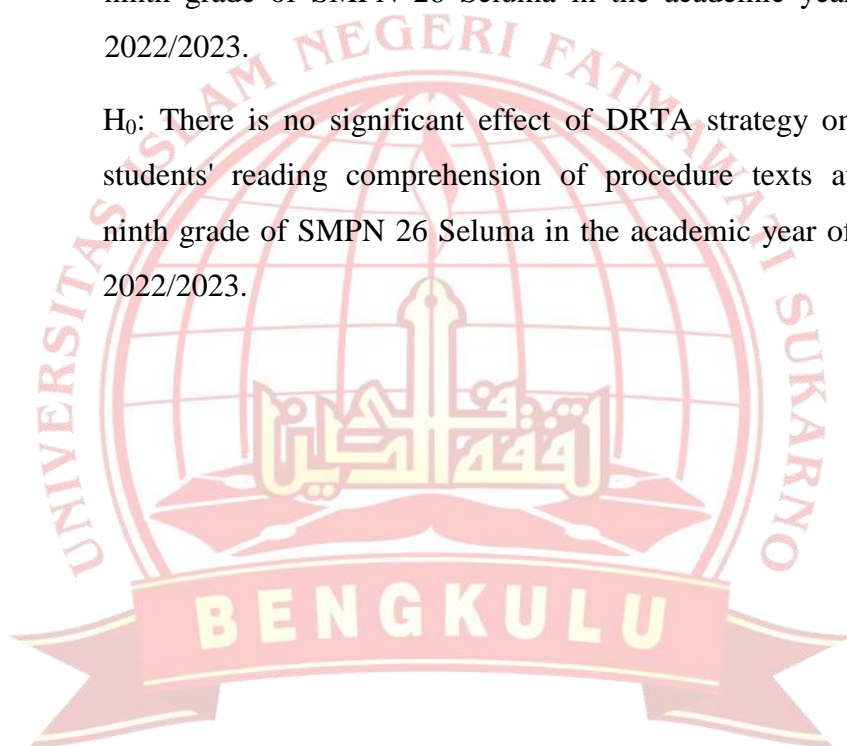 ninth grade of SMPN 26 Seluma in the academic year
2022/2023.
H₀: There is no significant effect of DRTA strategy on
students' reading comprehension of procedure texts at
ninth grade of SMPN 26 Seluma in the academic year of
2022/2023.
UNIVERSITAS ISLAM NEGERI FATMAWATI SUKARNO
BENGKULU